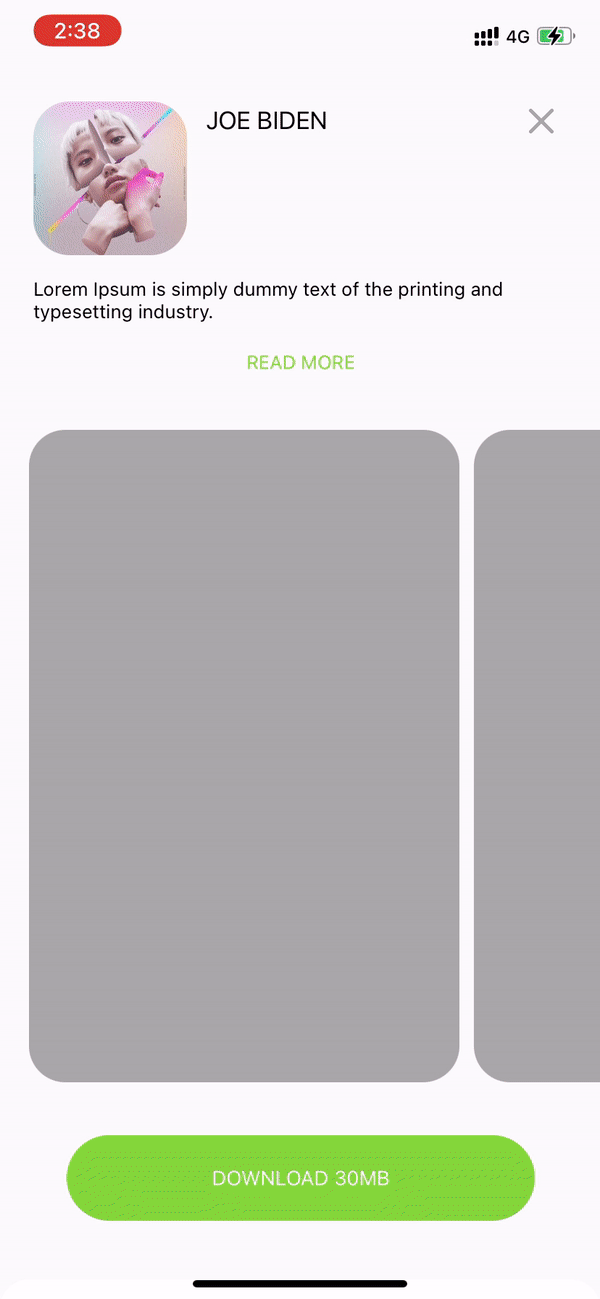 2:38
4G
JOE BIDEN
Lorem Ipsum is simply dummy text of the printing and
typesetting industry.
READ MORE
DOWNLOAD 30MB